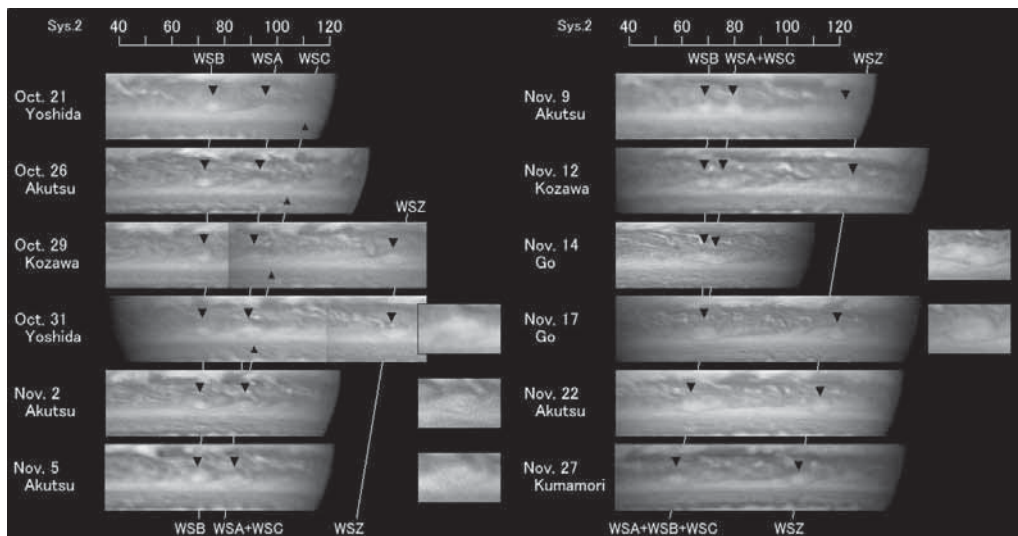 Sys.2 40 60 80 100 120
WSB WSA WSC
Oct. 21
Yoshida
Oct. 26
Akutsu
WSZ
Oct. 29
Kozawa
Oct. 31
Yoshida
Nov. 2
Akutsu
Nov. 5
Akutsu
WSB WSA+WSC WSZ
Sys.2 40 60 80 100 120
WSB WSA+WSC WSZ
Nov. 9
Akutsu
Nov. 12
Kozawa
Nov. 14
Go
Nov. 17
Go
Nov. 22
Akutsu
Nov. 27
Kumamori
WSA+WSB+WSC WSZ